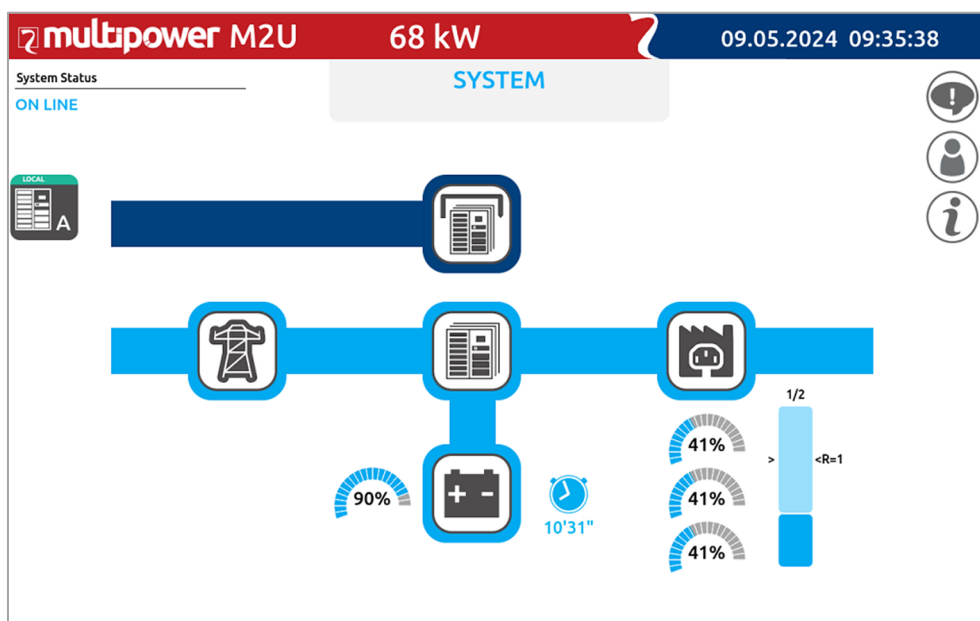 multipower M2U 68 kW 09.05.2024 09:35:38
System Status
SYSTEM
ON LINE
LOCAL
A
1/2
41%
> <R=1
90%
41%
10'31"
41%